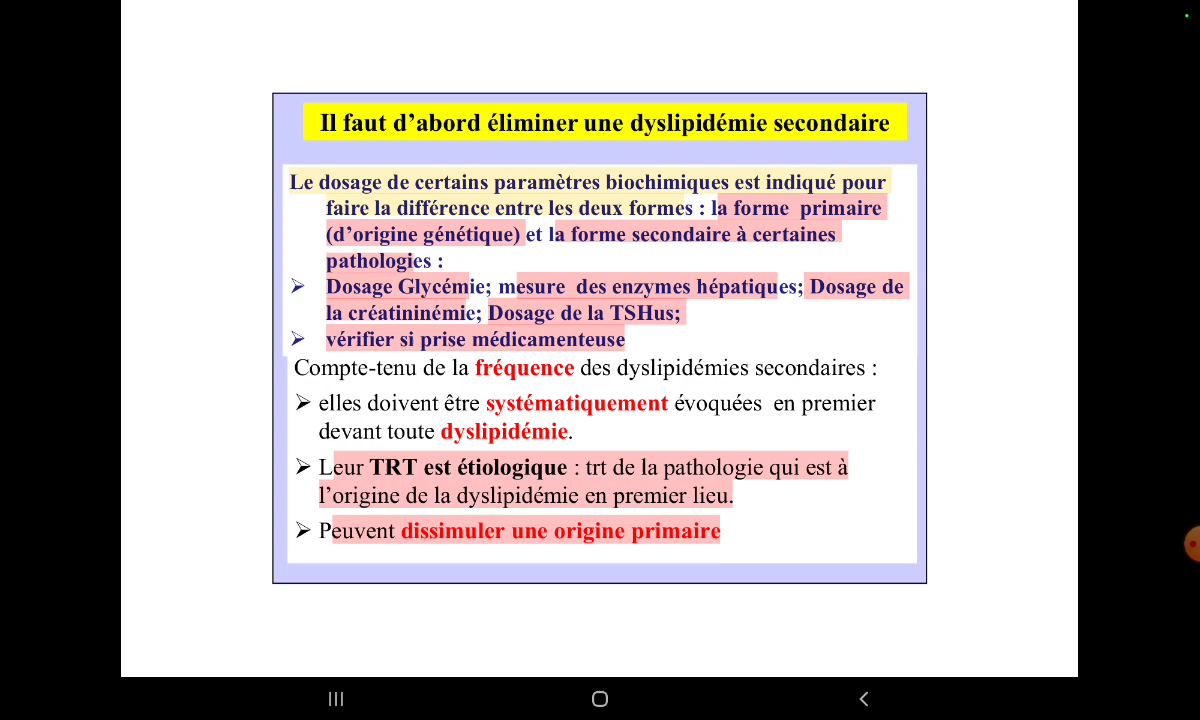 Il faut d’abord éliminer une dyslipidémie secondaire
Le dosage de certains paramètres biochimiques est indiqué pour
faire la différence entre les deux formes : la forme primaire
(d’origine génétique) et la forme secondaire à certaines
pathologies :
➢ Dosage Glycémie; mesure des enzymes hépatiques; Dosage de
la créatininémie; Dosage de la TSHus;
➢ vérifier si prise médicamenteuse
Compte-tenu de la fréquence des dyslipidémies secondaires :
➢ elles doivent être systématiquement évoquées en premier
devant toute dyslipidémie.
➢ Leur TRT est étiologique : trt de la pathologie qui est à
l’origine de la dyslipidémie en premier lieu.
➢ Peuvent dissimuler une origine primaire